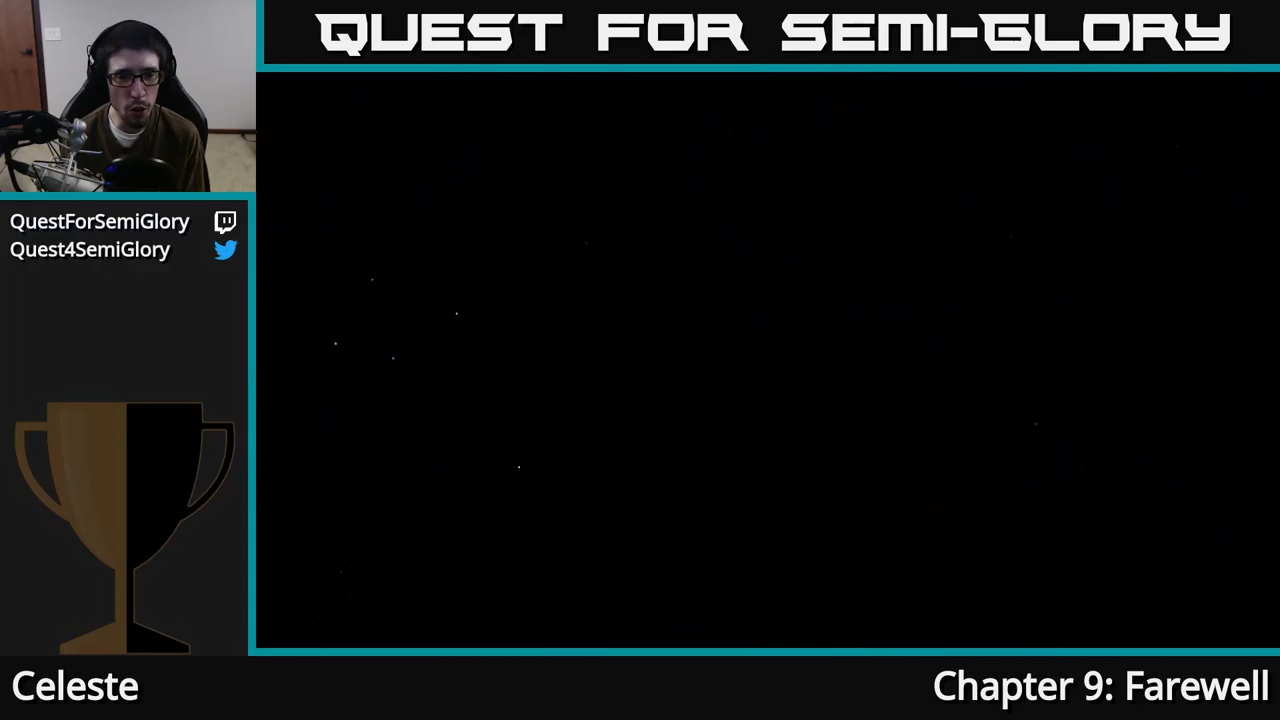 QUEST FOR SEMI-GLORY
QuestForSemiGlory
Quest4SemiGlory
Celeste
Chapter 9: Farewell